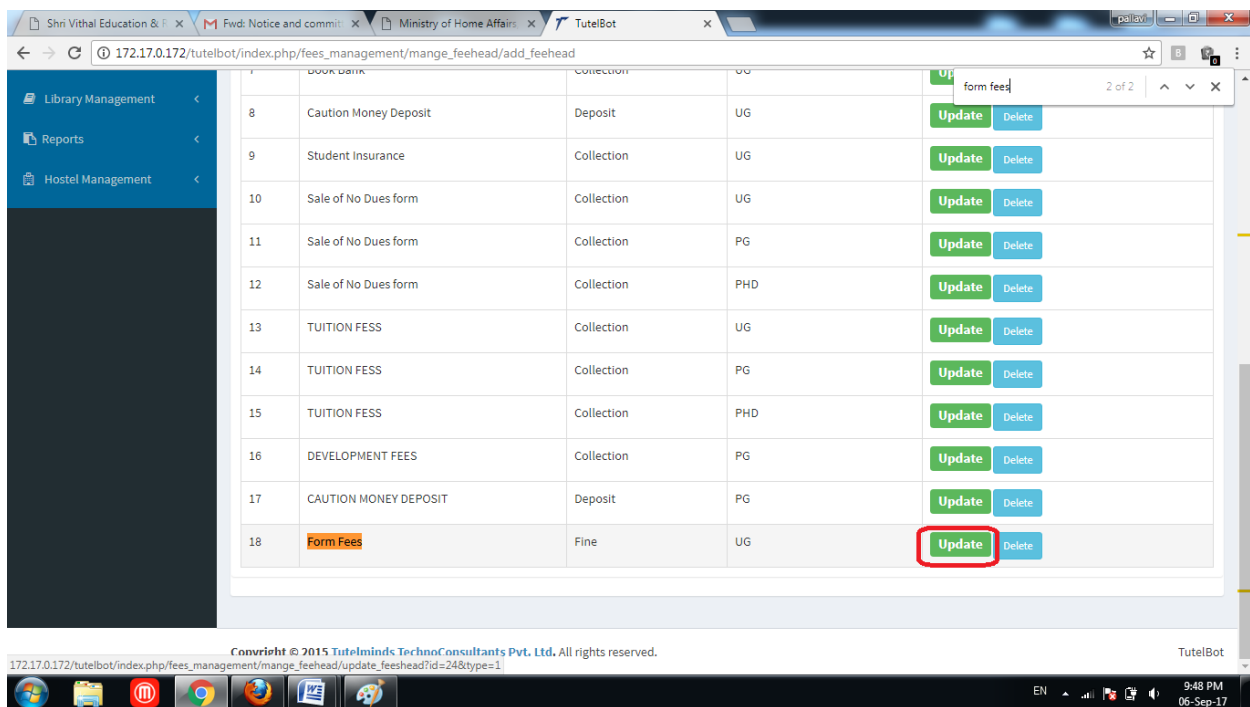 Shri Vithal Education & R
Fwd: Notice and commit
Ministry of Home Affairs
TutelBot
pallavi
172.17.0.172/tutelbot/index.php/fees_management/mange_feehead/add_feehead
form fees 2 of 2
Library Management
Reports
Hostel Management
7 Book Bank Collection UG Up
8 Caution Money Deposit Deposit UG Update Delete
9 Student Insurance Collection UG Update Delete
10 Sale of No Dues form Collection UG Update Delete
11 Sale of No Dues form Collection PG Update Delete
12 Sale of No Dues form Collection PHD Update Delete
13 TUITION FESS Collection UG Update Delete
14 TUITION FESS Collection PG Update Delete
15 TUITION FESS Collection PHD Update Delete
16 DEVELOPMENT FEES Collection PG Update Delete
17 CAUTION MONEY DEPOSIT Deposit PG Update Delete
18 Form Fees Fine UG Update Delete
Copyright © 2015 Tutelminds TechnoConsultants Pvt. Ltd. All rights reserved. TutelBot
172.17.0.172/tutelbot/index.php/fees_management/mange_feehead/update_feeshead?id=24&type=1
EN 9:48 PM
06-Sep-17